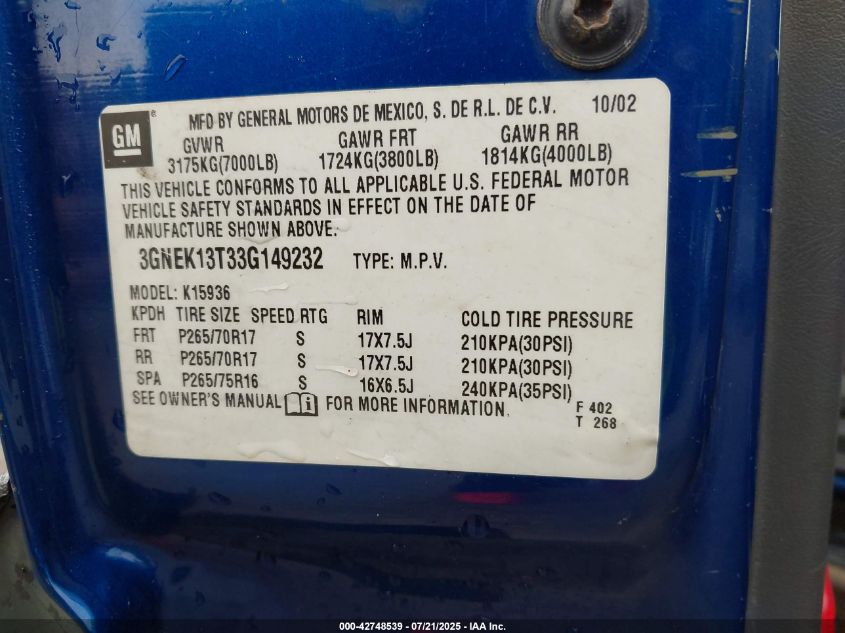 MFD BY GENERAL MOTORS DE MEXICO, S. DE R.L. DE C.V. 10/02
GM ®
GVWR GAWR FRT GAWR RR
3175KG(7000LB) 1724KG(3800LB) 1814KG(4000LB)
THIS VEHICLE CONFORMS TO ALL APPLICABLE U.S. FEDERAL MOTOR
VEHICLE SAFETY STANDARDS IN EFFECT ON THE DATE OF
MANUFACTURE SHOWN ABOVE.
3GNEK13T33G149232 TYPE: M.P.V.
MODEL: K15936
KPDH TIRE SIZE SPEED RTG RIM COLD TIRE PRESSURE
FRT P265/70R17 S 17X7.5J 210KPA(30PSI)
RR P265/70R17 S 17X7.5J 210KPA(30PSI)
SPA P265/75R16 S 16X6.5J 240KPA(35PSI)
SEE OWNER'S MANUAL i FOR MORE INFORMATION. F 402
T 268
000-42748539 - 07/21/2025 - IAA Inc.